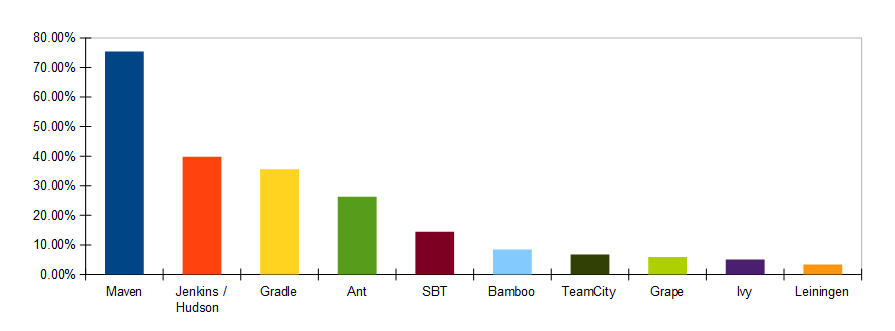 80.00%
70.00%
60.00%
50.00%
40.00%
30.00%
20.00%
10.00%
0.00%
Maven
Jenkins /
Hudson
Gradle
Ant
SBT
Bamboo
TeamCity
Grape
Ivy
Leiningen